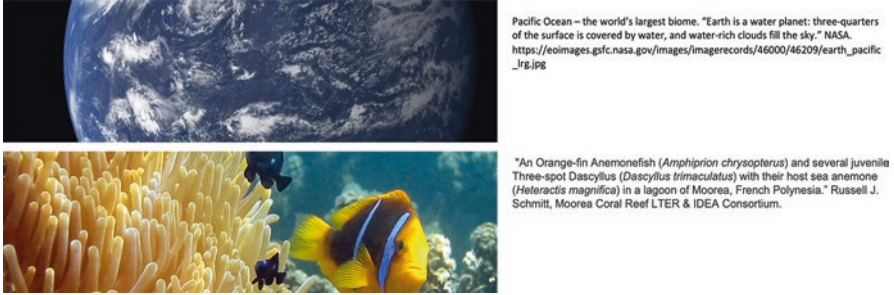 Pacific Ocean – the world's largest biome. "Earth is a water planet: three-quarters
of the surface is covered by water, and water-rich clouds fill the sky." NASA.
https://eoimages.gsfc.nasa.gov/images/imagerecords/46000/46209/earth_pacific
_lrg.jpg
"An Orange-fin Anemonefish (Amphiprion chrysopterus) and several juvenile
Three-spot Dascyllus (Dascyllus trimaculatus) with their host sea anemone
(Heteractis magnifica) in a lagoon of Moorea, French Polynesia." Russell J.
Schmitt, Moorea Coral Reef LTER & IDEA Consortium.